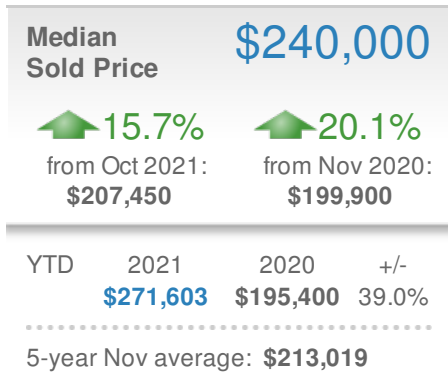 Median
Sold Price
$240,000
15.7%
from Oct 2021:
$207,450
20.1%
from Nov 2020:
$199,900
YTD 2021 2020 +/-
$271,603 $195,400 39.0%
5-year Nov average: $213,019